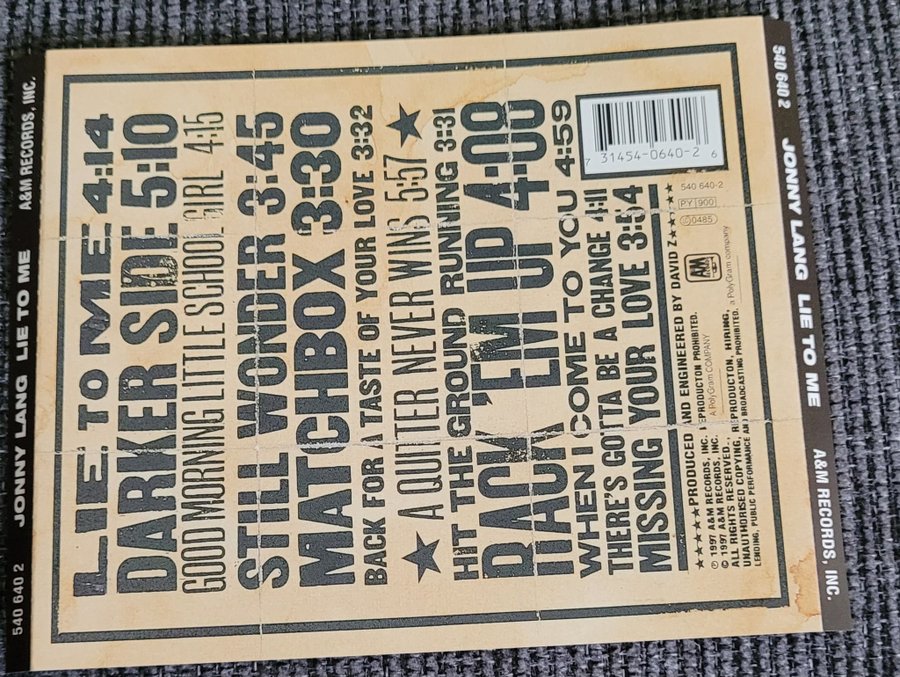 540 640 2 JONNY LANG LIE TO ME A&M RECORDS, INC.
LIE TO ME 4:14
DARKER SIDE 5:10
GOOD MORNING LITTLE SCHOOL GIRL 4:15
STILL WONDER 3:45
MATCHBOX 3:30
BACK FOR A TASTE OF YOUR LOVE 3:32
★ A QUITTER NEVER WINS 5:57 ★
HIT THE GROUND RUNNING 3:31
RACK 'EM UP 4:08
WHEN I COME TO YOU 4:59
THERE'S GOTTA BE A CHANGE 4:11
MISSING YOUR LOVE 3:54
★★★★★PRODUCED AND ENGINEERED BY DAVID Z★★★★★
℗ 1997 A&M RECORDS, INC.
© 1997 A&M RECORDS, INC. A PolyGram COMPANY
ALL RIGHTS RESERVED. REPRODUCTON PROHIBITED.
UNAUTHORISED COPYING, REPRODUCTON, HIRING,
LENDING, PUBLIC PERFORMANCE AND BROADCASTING PROHIBITED. a PolyGram company
AM
RECORDS
540 640-2
PY 900
0485
7 31454-0640-2 6
A&M RECORDS, INC. JONNY LANG LIE TO ME 540 640 2